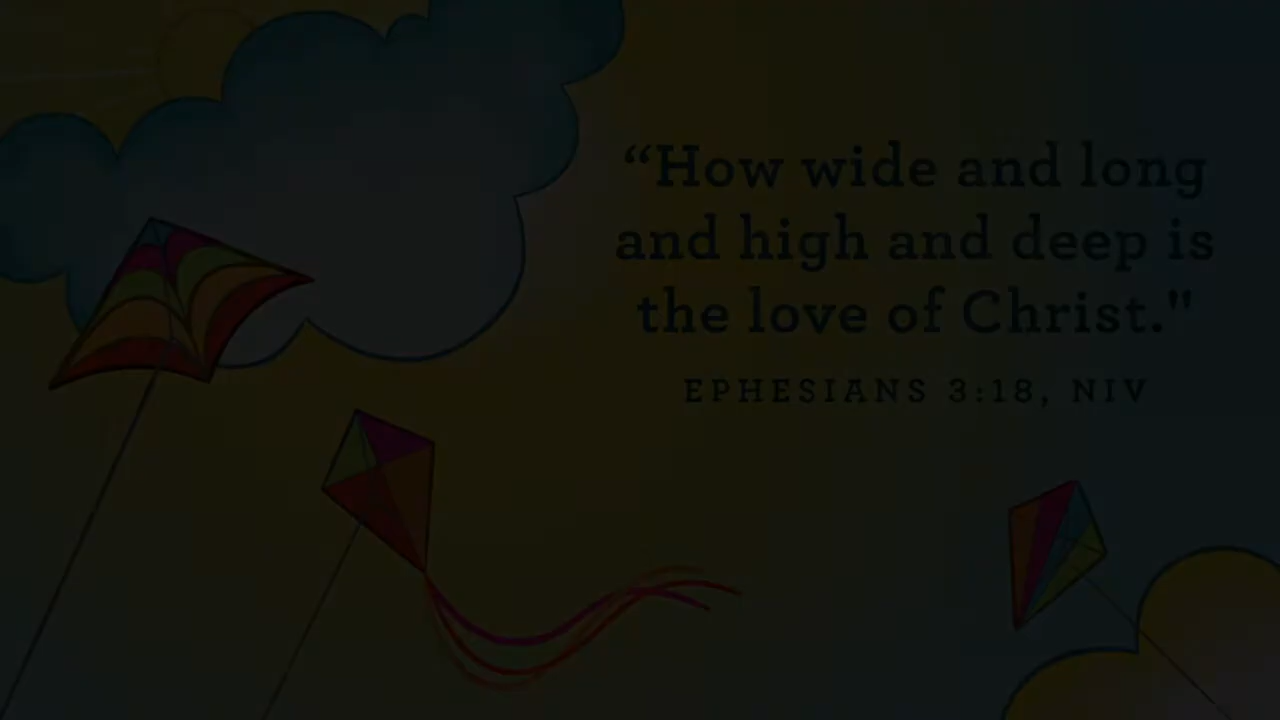 “How wide and long
and high and deep is
the love of Christ."
EPHESIANS 3:18, NIV